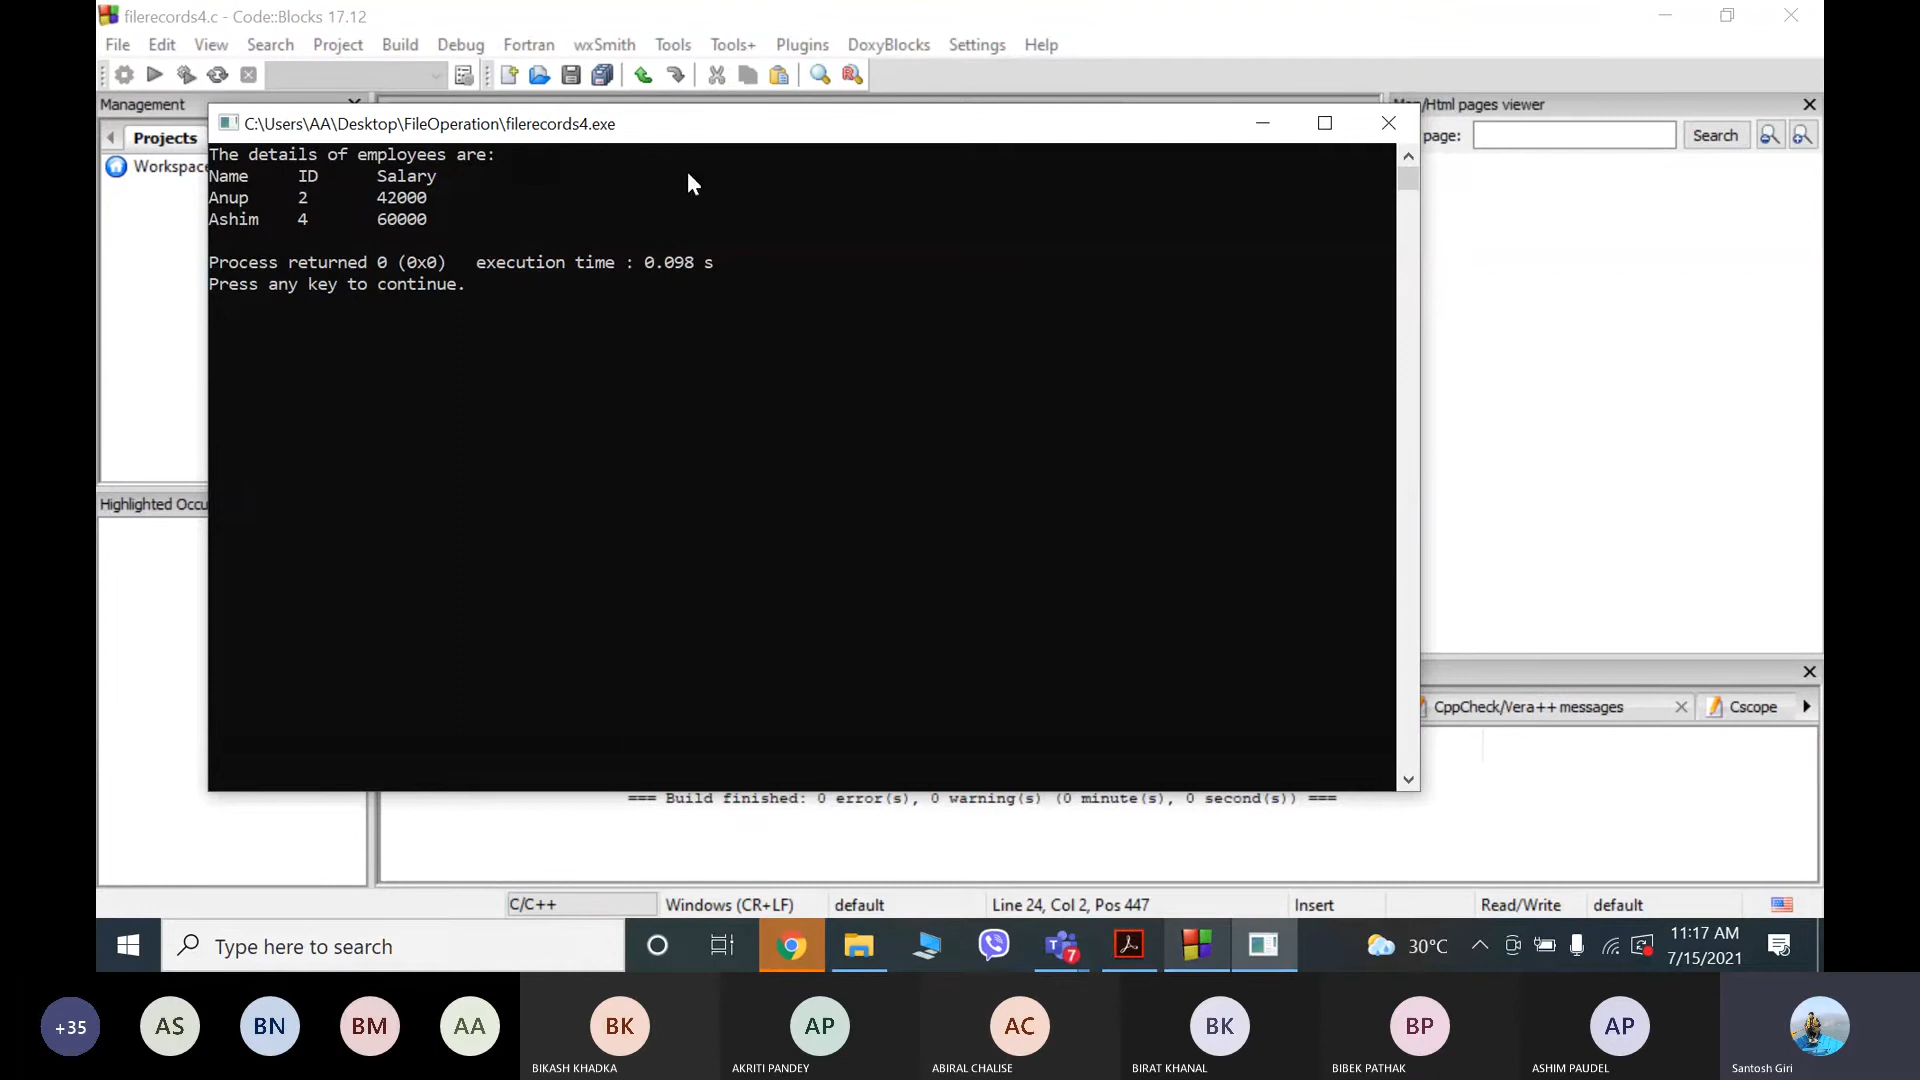 filerecords4.c - Code::Blocks 17.12
File Edit View Search Project Build Debug Fortran wxSmith Tools Tools+ Plugins DoxyBlocks Settings Help
Management
/Html pages viewer
C:\Users\AA\Desktop\FileOperation\filerecords4.exe
Projects
page:
Search
Workspace
The details of employees are:
Name ID Salary
Anup 2 42000
Ashim 4 60000
Process returned 0 (0x0) execution time : 0.098 s
Press any key to continue.
Highlighted Occu
CppCheck/Vera++ messages
Cscope
=== Build finished: 0 error(s), 0 warning(s) (0 minute(s), 0 second(s)) ===
C/C++ Windows (CR+LF) default Line 24, Col 2, Pos 447 Insert Read/Write default
Type here to search
7
30°C
11:17 AM
7/15/2021
+35 AS BN BM AA BK AP AC BK BP AP
BIKASH KHADKA AKRITI PANDEY ABIRAL CHALISE BIRAT KHANAL BIBEK PATHAK ASHIM PAUDEL Santosh Giri